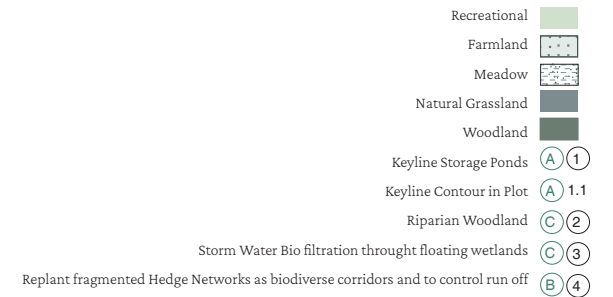 Recreational
Farmland
Meadow
Natural Grassland
Woodland
Keyline Storage Ponds A 1
Keyline Contour in Plot A 1.1
Riparian Woodland C 2
Storm Water Bio filtration throught floating wetlands C 3
Replant fragmented Hedge Networks as biodiverse corridors and to control run off B 4